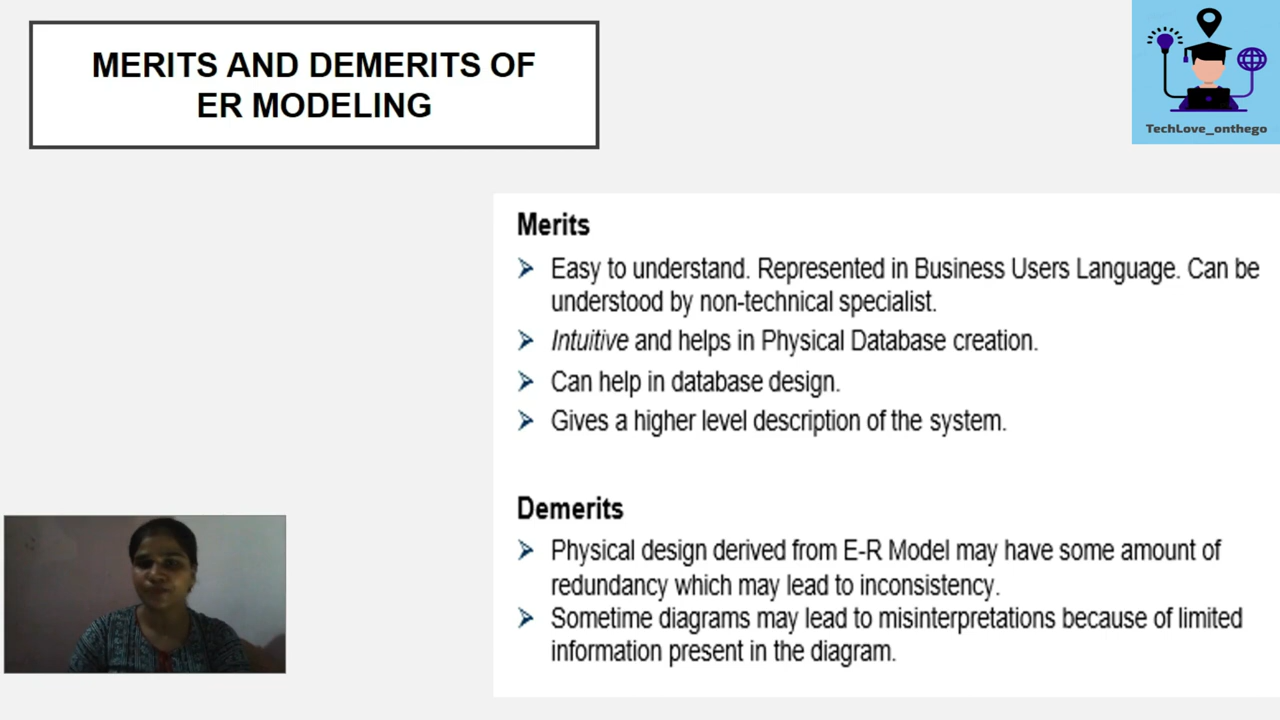 MERITS AND DEMERITS OF
ER MODELING
TechLove_onthego
Merits
➤ Easy to understand. Represented in Business Users Language. Can be
understood by non-technical specialist.
➤ Intuitive and helps in Physical Database creation.
➤ Can help in database design.
➤ Gives a higher level description of the system.
Demerits
➤ Physical design derived from E-R Model may have some amount of
redundancy which may lead to inconsistency.
➤ Sometime diagrams may lead to misinterpretations because of limited
information present in the diagram.